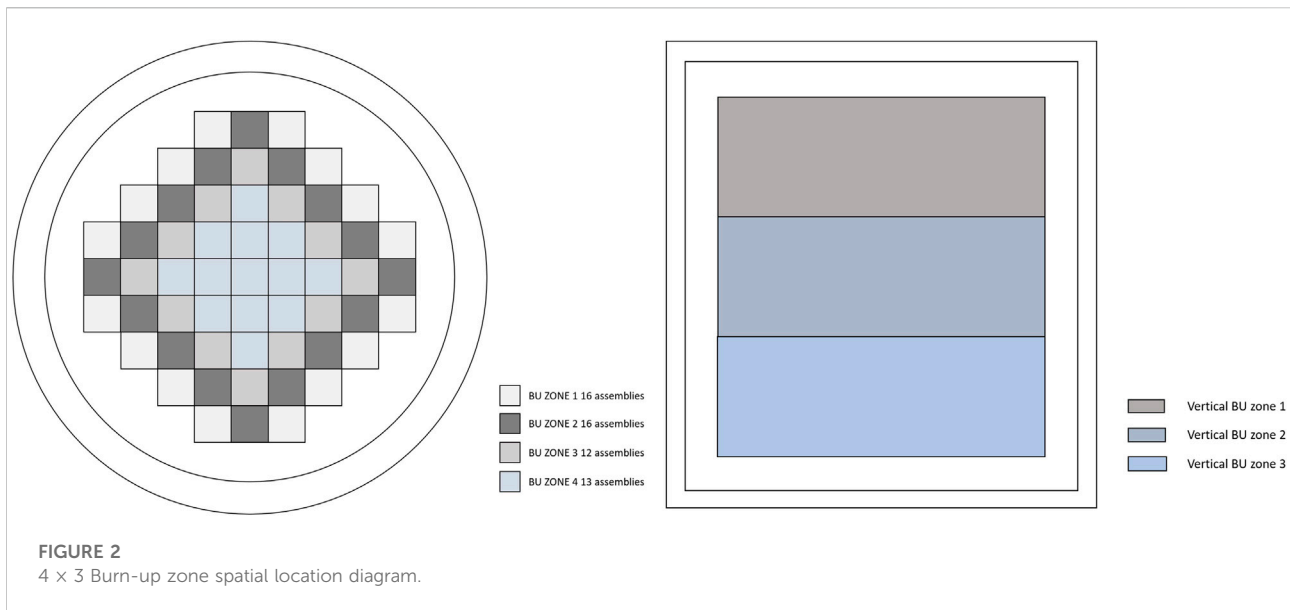 BU ZONE 1 16 assemblies
BU ZONE 2 16 assemblies
BU ZONE 3 12 assemblies
BU ZONE 4 13 assemblies
Vertical BU zone 1
Vertical BU zone 2
Vertical BU zone 3
FIGURE 2
4 × 3 Burn-up zone spatial location diagram.